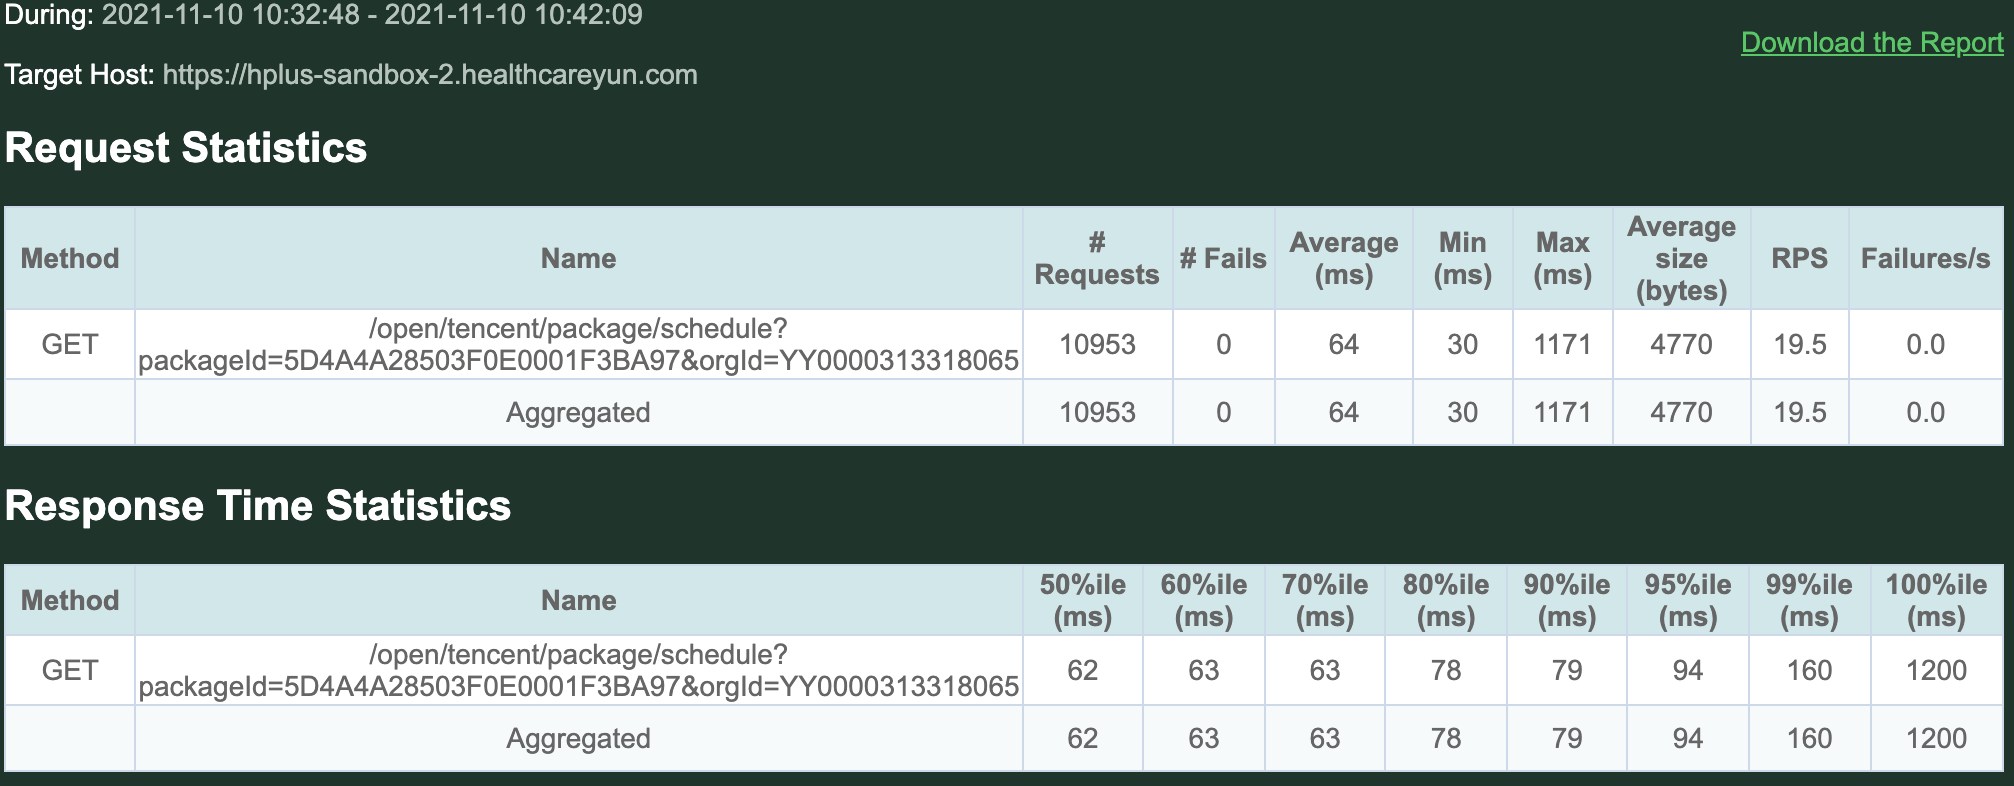 During: 2021-11-10 10:32:48 - 2021-11-10 10:42:09
Download the Report
Target Host: https://hplus-sandbox-2.healthcareyun.com
Request Statistics
Method Name # Requests # Fails Average (ms) Min (ms) Max (ms) Average size (bytes) RPS Failures/s
GET /open/tencent/package/schedule?packageId=5D4A4A28503F0E0001F3BA97&orgId=YY0000313318065 10953 0 64 30 1171 4770 19.5 0.0
Aggregated 10953 0 64 30 1171 4770 19.5 0.0
Response Time Statistics
Method Name 50%ile (ms) 60%ile (ms) 70%ile (ms) 80%ile (ms) 90%ile (ms) 95%ile (ms) 99%ile (ms) 100%ile (ms)
GET /open/tencent/package/schedule?packageId=5D4A4A28503F0E0001F3BA97&orgId=YY0000313318065 62 63 63 78 79 94 160 1200
Aggregated 62 63 63 78 79 94 160 1200